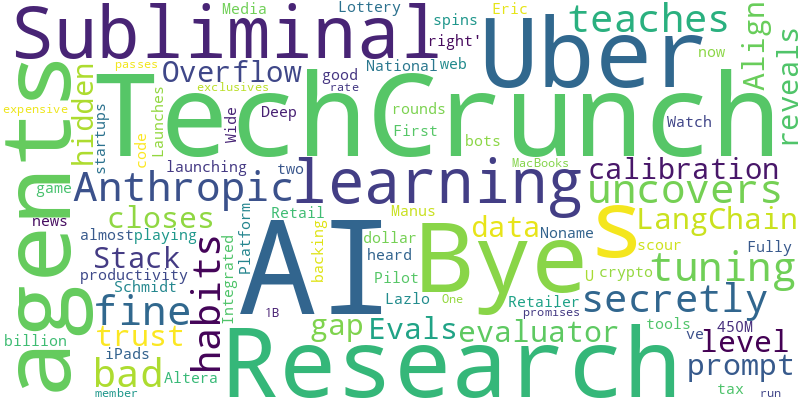 Subliminal
Media
Lottery
Eric
teaches
Align
reveals
right'
spins
Uber
Overflow
good
rate
National
web
now
passes
exclusives
expensive
hidden
startups
code
Launches
TechCrunch
Wide
Deep
rounds
First
bots
Watch
agents
launching
two
MacBooks
calibration
game
Anthropic
learning
uncovers
news
closes
Retail
Manus
data
Noname
s
LangChain
almost
playing
habits
Integrated
Platform
AI
backing
dollar
heard
Bye
scour
Fully
Stack
productivity
Schmidt
Pilot
U
crypto
tuning
fine
1B
Lazlo
One
Retailer
promises
secretly
trust
gap
Evals
evaluator
tools
ve
450M
level
billion
iPads
bad
Altera
Research
prompt
member
tax
run